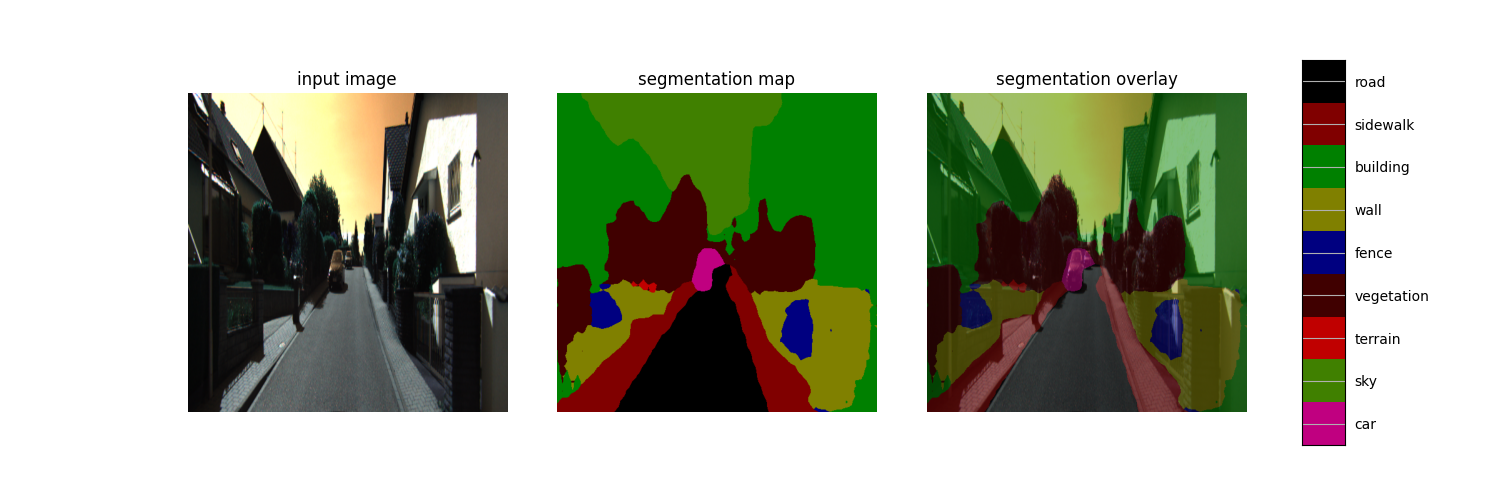 input image
segmentation map
segmentation overlay
road
sidewalk
building
wall
fence
vegetation
terrain
sky
car